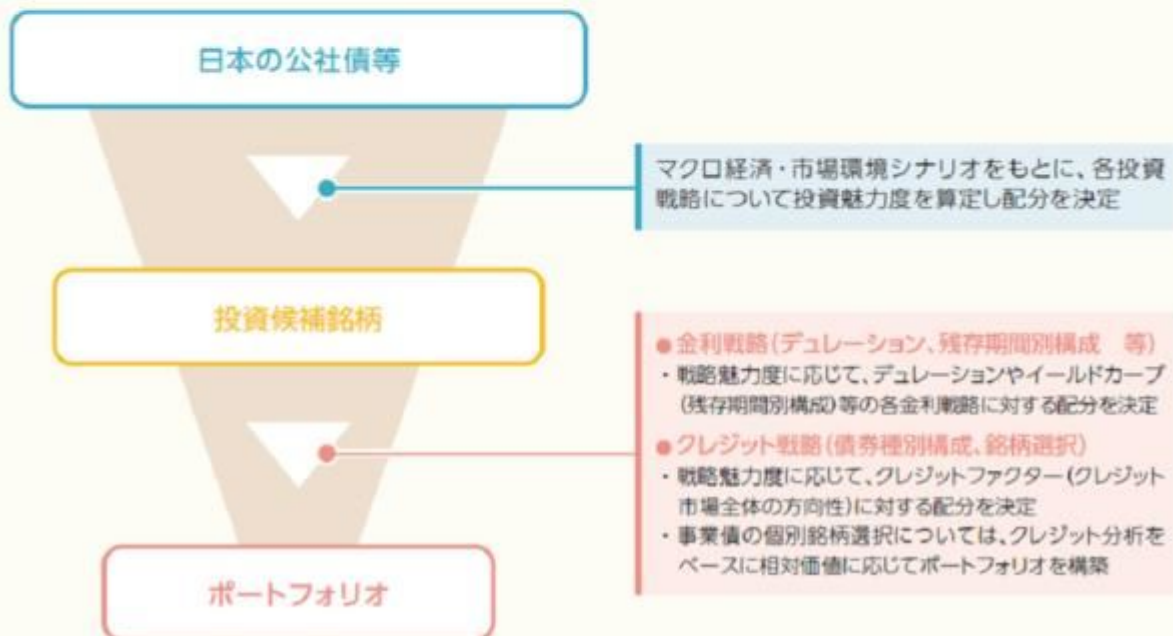 日本の公社債等
マクロ経済・市場環境シナリオをもとに、各投資
戦略について投資魅力度を算定し配分を決定
投資候補銘柄
●金利戦略(デュレーション、残存期間別構成　等)
・戦略魅力度に応じて、デュレーションやイールドカーブ
(残存期間別構成)等の各金利戦略に対する配分を決定
●クレジット戦略(債券種別構成、銘柄選択)
・戦略魅力度に応じて、クレジットファクター(クレジット
市場全体の方向性)に対する配分を決定
・事業債の個別銘柄選択については、クレジット分析を
ベースに相対価値に応じてポートフォリオを構築
ポートフォリオ